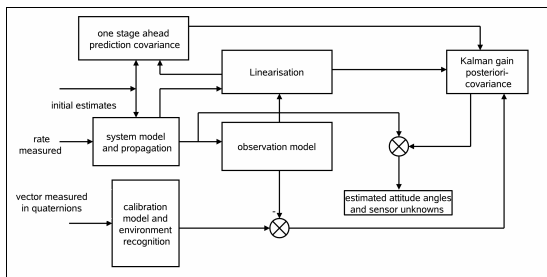 one stage ahead
prediction covariance
Linearisation
Kalman gain
posteriori-
covariance
initial estimates
rate
measured
system model
and propagation
observation model
vector measured
in quaternions
calibration
model and
environment
recognition
-
estimated attitude angles
and sensor unknowns